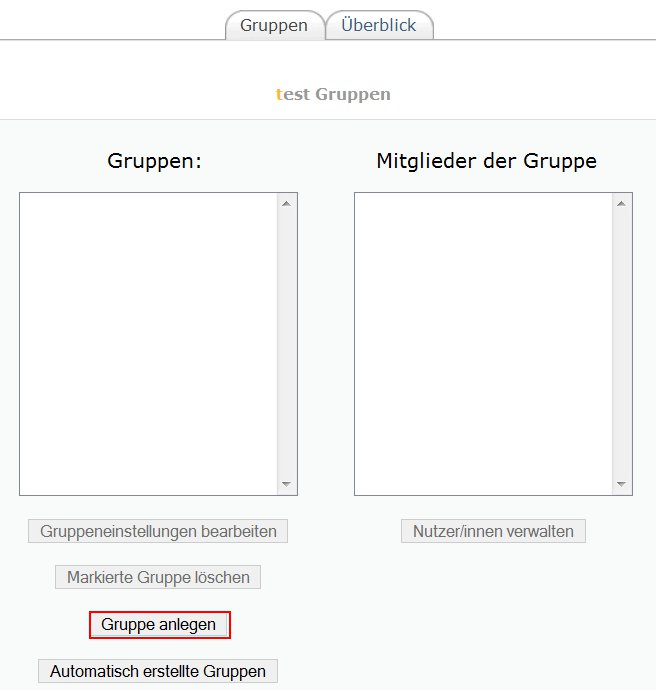 Gruppen Überblick
test Gruppen
Gruppen:
Mitglieder der Gruppe
Gruppeneinstellungen bearbeiten
Nutzer/innen verwalten
Markierte Gruppe löschen
Gruppe anlegen
Automatisch erstellte Gruppen